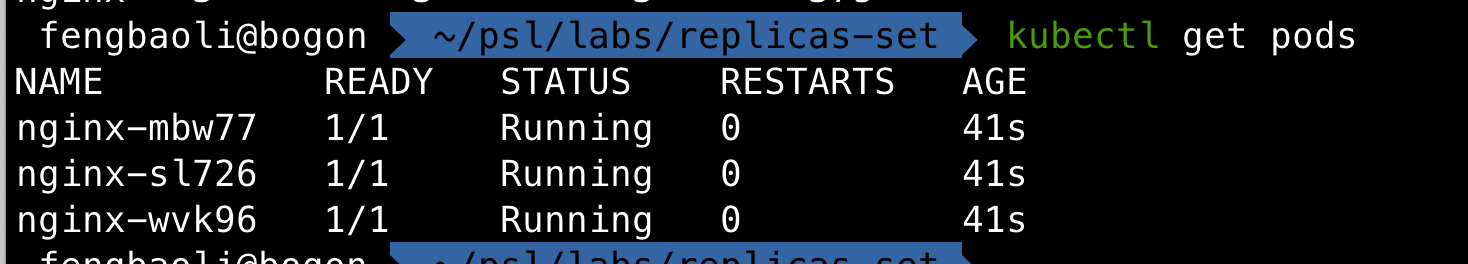 fengbaoli@bogon ~/psl/labs/replicas-set kubectl get pods
NAME READY STATUS RESTARTS AGE
nginx-mbw77 1/1 Running 0 41s
nginx-sl726 1/1 Running 0 41s
nginx-wvk96 1/1 Running 0 41s
fengbaoli@bogon ~/psl/labs/replicas-set